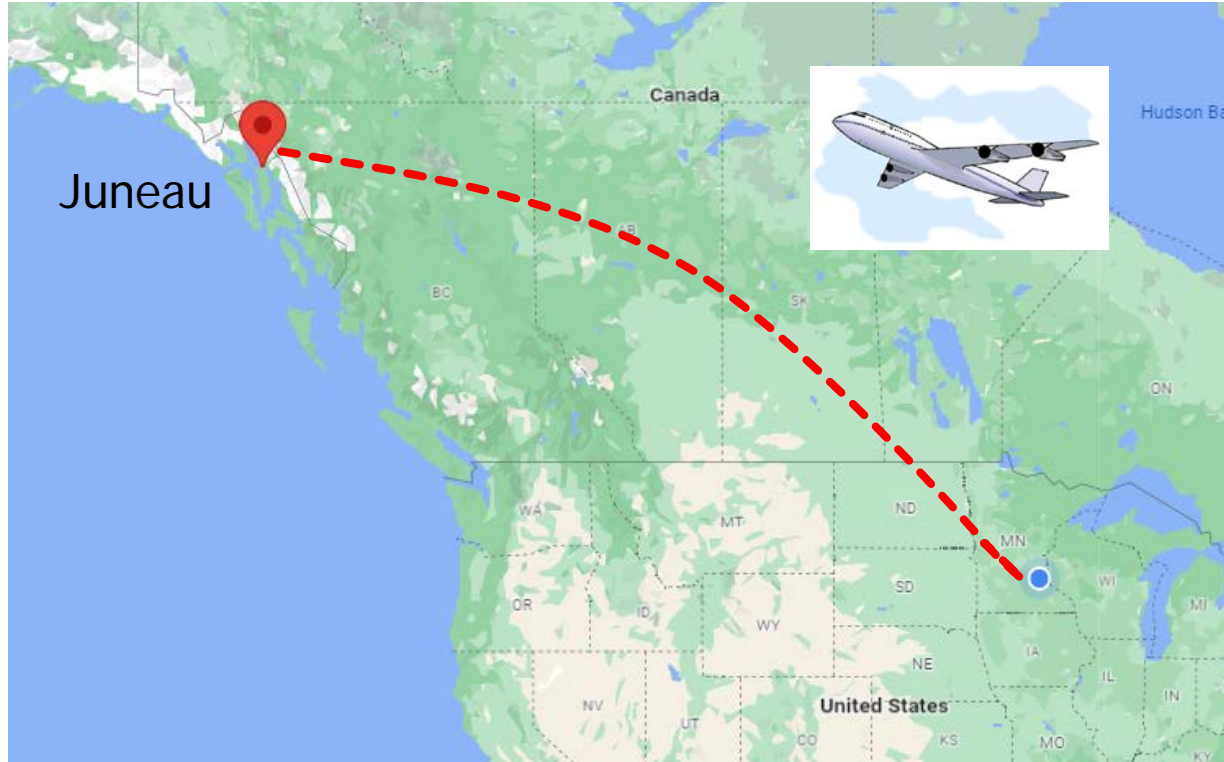 Canada
Hudson Ba
Juneau
AB
BC
SK
ON
WA
MT
ND
MN
OR
ID
SD
WI
MI
WY
IA
NE
IL
IN
NV
UT
United States
CO
KS
MO
KY